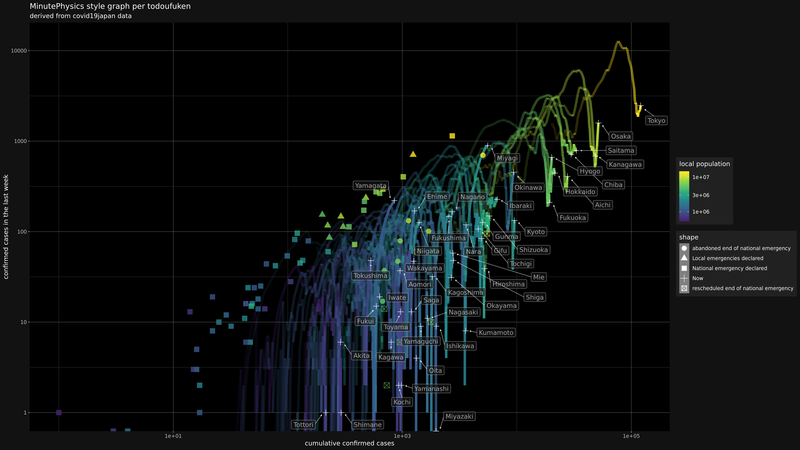 MinutePhysics style graph per todoufuken
derived from covid19japan data
confirmed cases in the last week
10000
1000
100
10
1
1e+01
1e+03
1e+05
cumulative confirmed cases
Tokyo
Osaka
Saitama
Kanagawa
Hyogo
Chiba
Hokkaido
Aichi
Fukuoka
Miyagi
Okinawa
Yamagata
Ehime
Nagano
Ibaraki
Kyoto
Gunma
Fukushima
Niigata
Nara
Gifu
Shizuoka
Tochigi
Wakayama
Tokushima
Mie
Aomori
Hiroshima
Kagoshima
Shiga
Iwate
Saga
Okayama
Nagasaki
Fukui
Toyama
Kumamoto
Yamaguchi
Ishikawa
Akita
Kagawa
Oita
Yamanashi
Kochi
Miyazaki
Tottori
Shimane
local population
1e+07
3e+06
1e+06
shape
abandoned end of national emergency
Local emergencies declared
National emergency declared
Now
rescheduled end of national emergency